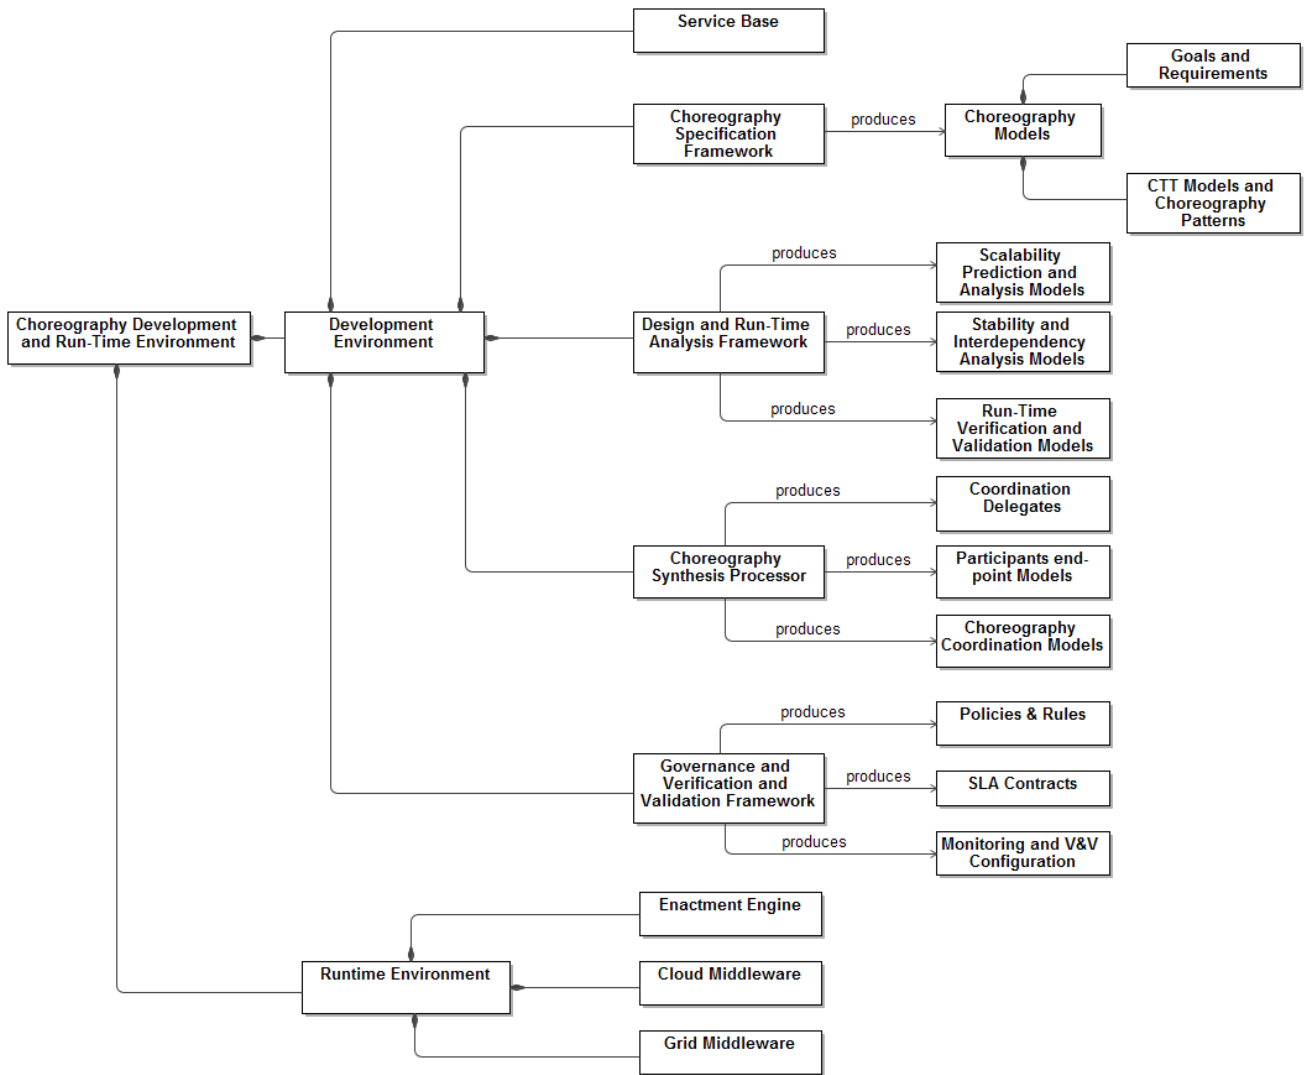 Service Base
Goals and
Requirements
Choreography
Specification
Framework
produces
Choreography
Models
CTT Models and
Choreography
Patterns
produces
Scalability
Prediction and
Analysis Models
Choreography Development
and Run-Time Environment
Development
Environment
Design and Run-Time
Analysis Framework
produces
Stability and
Interdependency
Analysis Models
produces
Run-Time
Verification and
Validation Models
produces
Coordination
Delegates
Choreography
Synthesis Processor
produces
Participants end-
point Models
produces
Choreography
Coordination Models
produces
Policies & Rules
Governance and
Verification and
Validation Framework
produces
SLA Contracts
produces
Monitoring and V&V
Configuration
Enactment Engine
Runtime Environment
Cloud Middleware
Grid Middleware